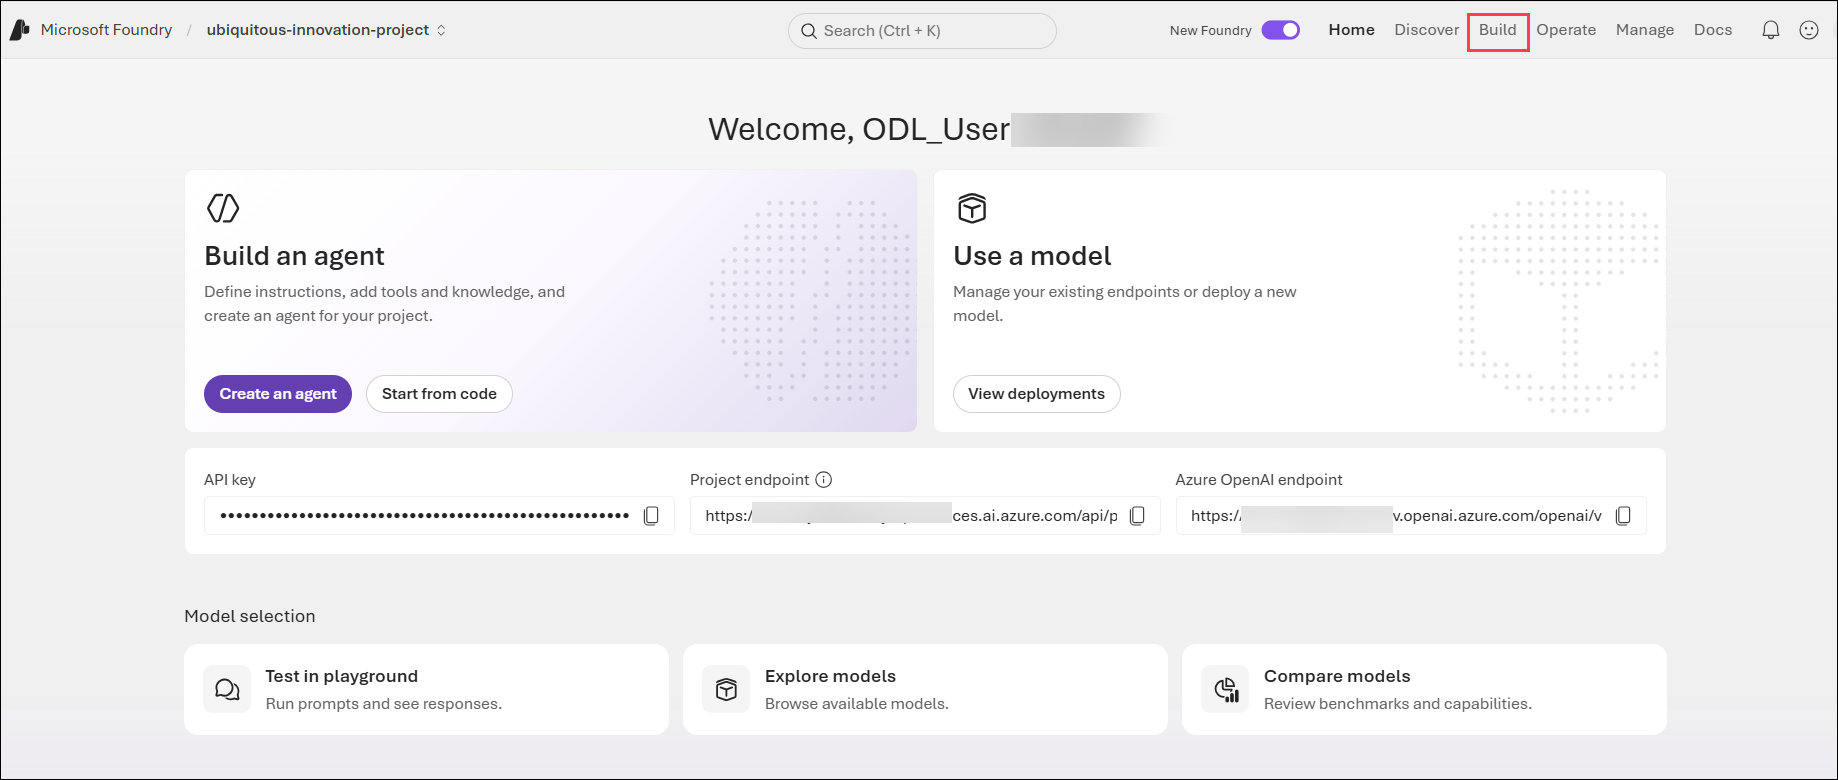 Microsoft Foundry / ubiquitous-innovation-project
Search (Ctrl + K)
New Foundry
Home Discover Build Operate Manage Docs
Welcome, ODL_User
Build an agent
Define instructions, add tools and knowledge, and
create an agent for your project.
Create an agent Start from code
Use a model
Manage your existing endpoints or deploy a new
model.
View deployments
API key
Project endpoint
https:/ ces.ai.azure.com/api/p
Azure OpenAI endpoint
https:/ v.openai.azure.com/openai/v
Model selection
Test in playground
Run prompts and see responses.
Explore models
Browse available models.
Compare models
Review benchmarks and capabilities.